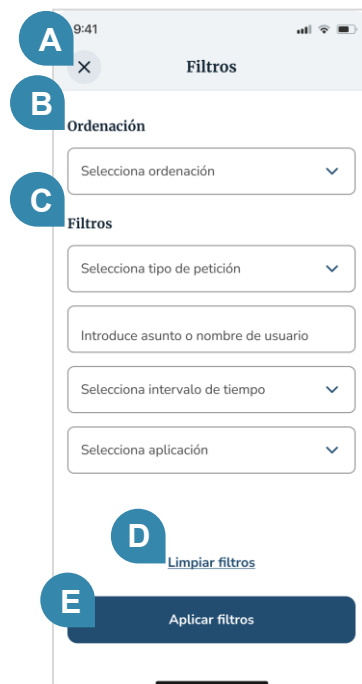 A
9:41
Filtros
B
Ordenación
Selecciona ordenación
C
Filtros
Selecciona tipo de petición
Introduce asunto o nombre de usuario
Selecciona intervalo de tiempo
Selecciona aplicación
D
Limpiar filtros
E
Aplicar filtros